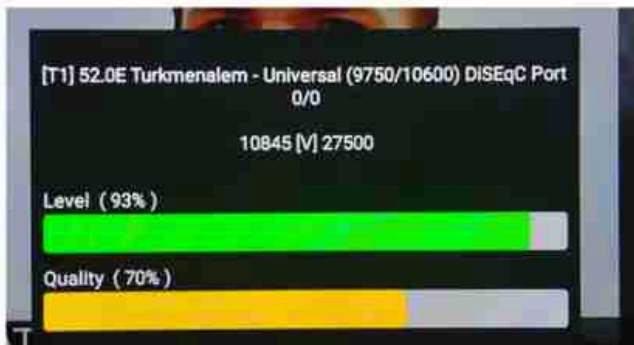 [T1] 52.0E Turkmenalem - Universal (9750/10600) DiSEqC Port
0/0
10845 [V] 27500
Level ( 93% )
Quality ( 70% )